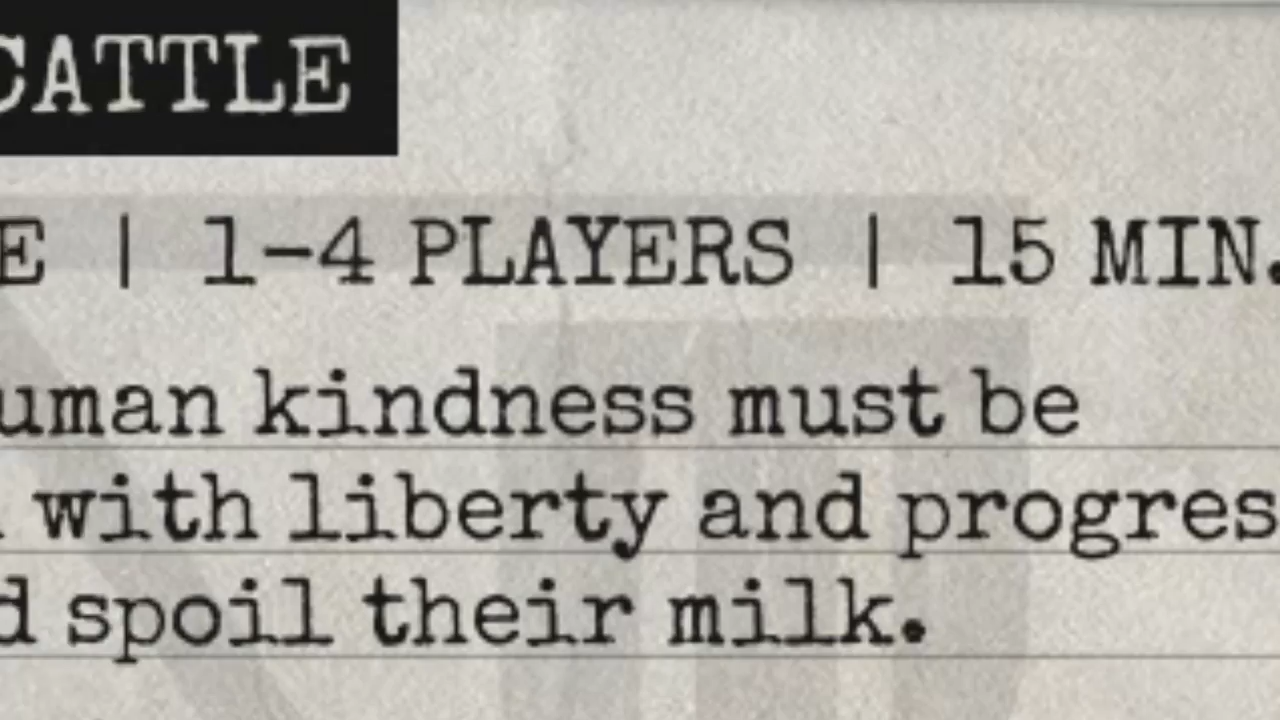 CATTLE
E | 1-4 PLAYERS | 15 MIN.
uman kindness must be
with liberty and progres
d spoil their milk.